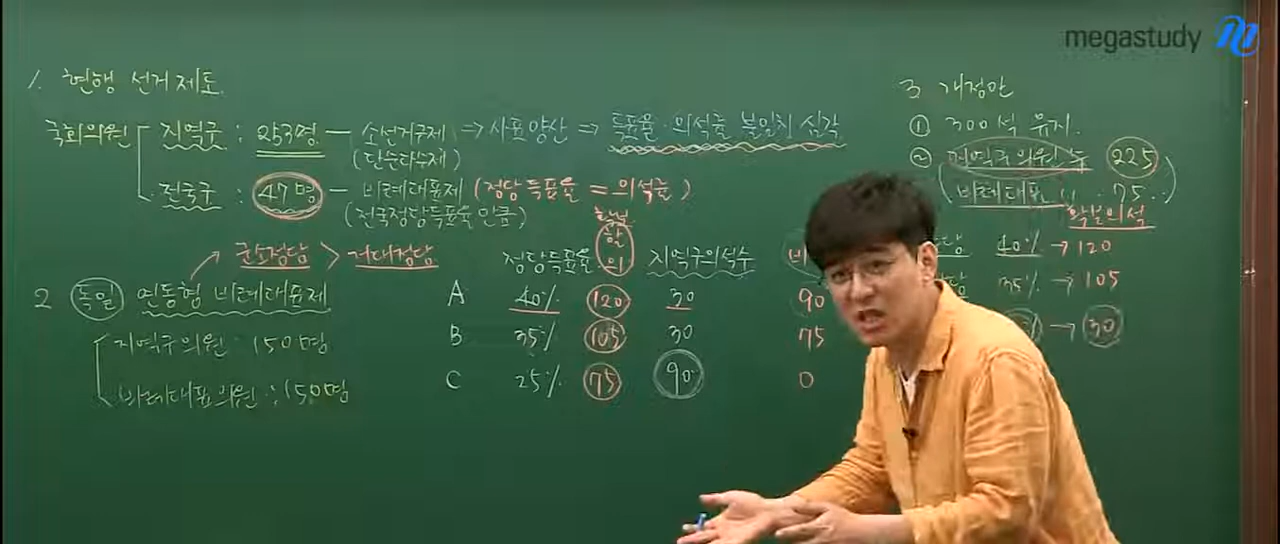 megastudy
1. 현행 선거제도.
국회의원 지역구 : 253명 — 소선거구제 ⇒ 사표 양산 ⇒ 득표율·의석율 불일치 심각
(단순다수제)
전국구 : 47명 — 비례대표제 (정당득표율 = 의석율)
(전국정당득표율 만큼)
군소정당 > 거대정당
2 독일 연동형 비례대표제
지역구의원 : 150명
비례대표의원 : 150명
정당득표율 할 의 지역구의석수 비
A 40% 120 30 90
B 35% 105 30 75
C 25% 75 90 0
3 개정안
① 300석 유지.
② 지역구의원 수 225
비례대표 〃 75
확보의석
당 40% → 120
당 35% → 105
→ 30